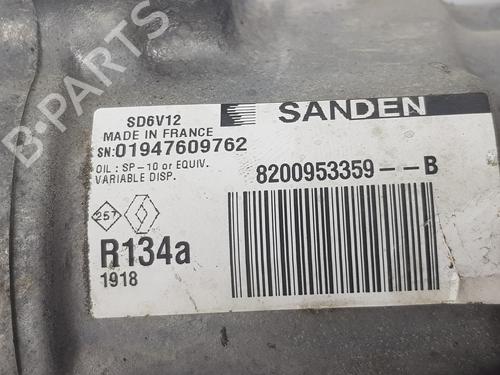 B-PARTS
SD6V12
MADE IN FRANCE
SN:01947609762
OIL : SP-10 or EQUIV.
VARIABLE DISP.
257
R134a
1918
SANDEN
8200953359--B